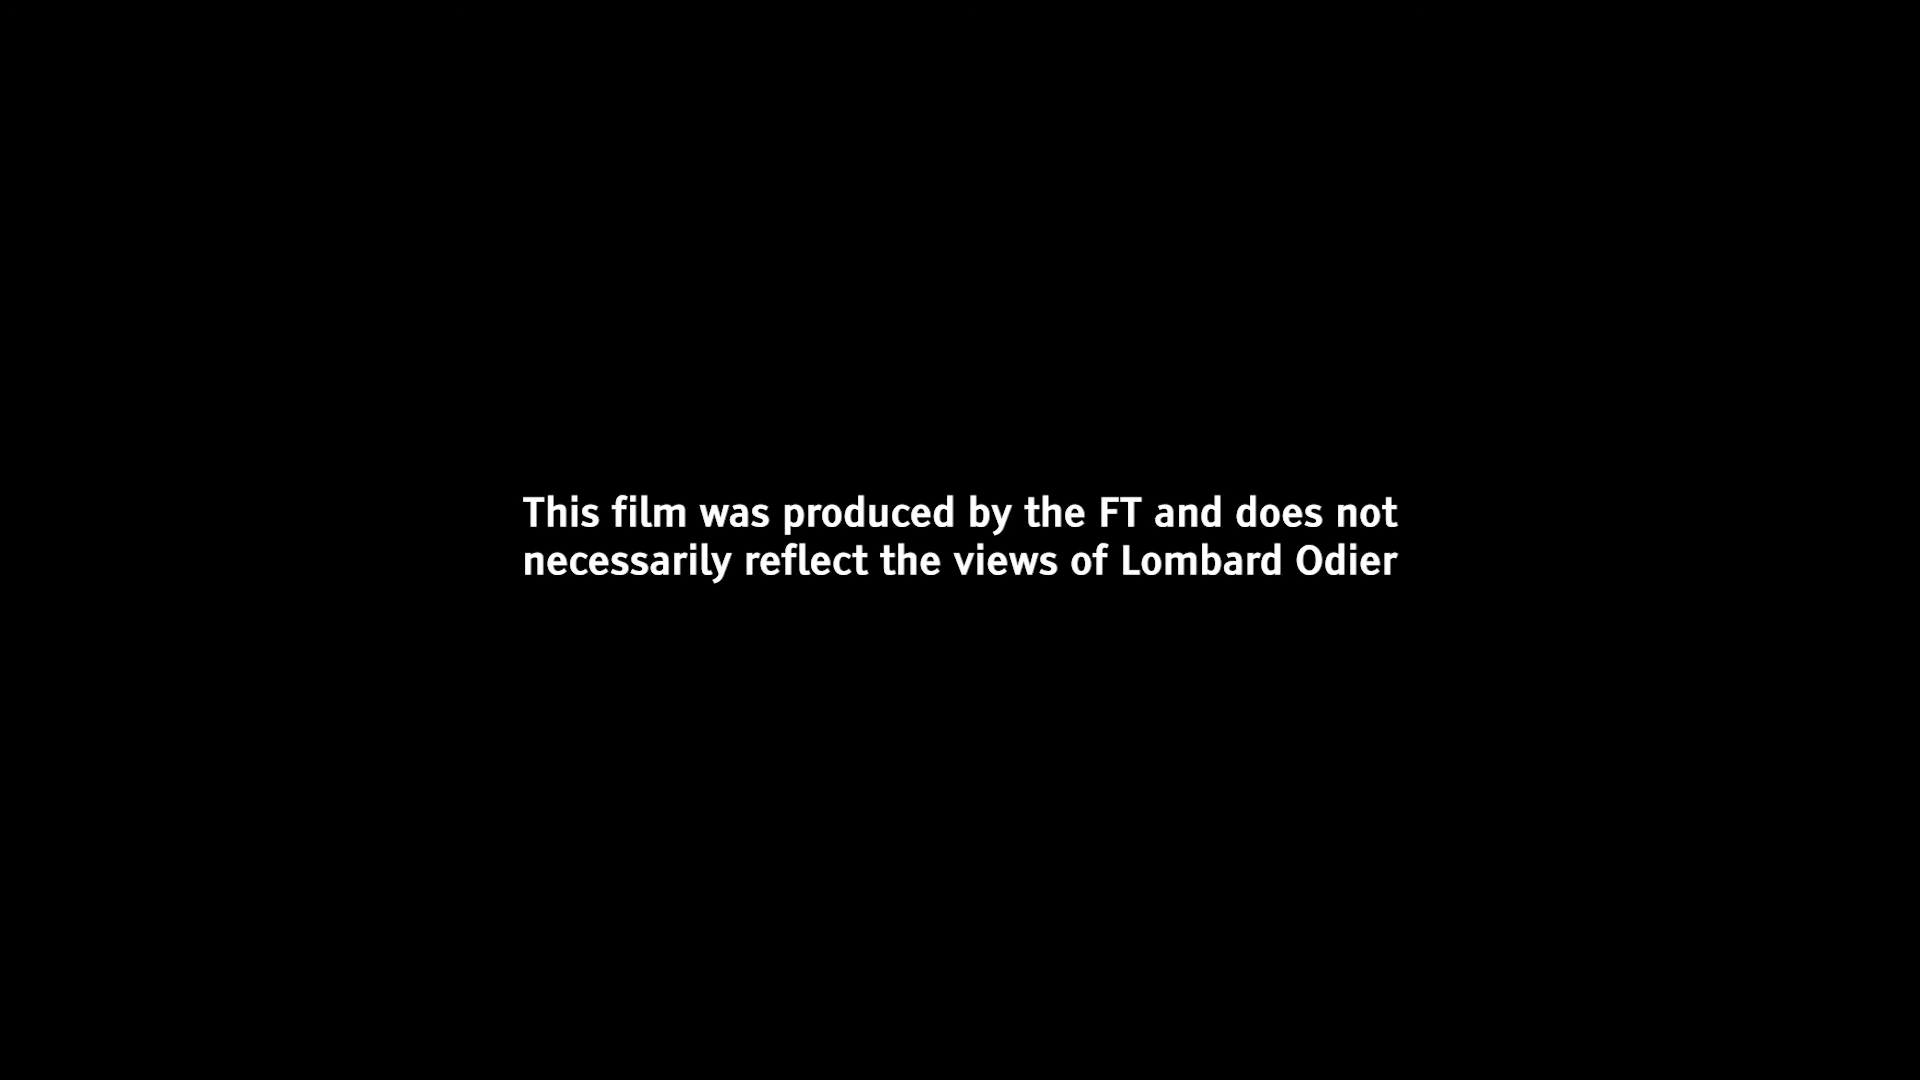 This film was produced by the FT and does not
necessarily reflect the views of Lombard Odier